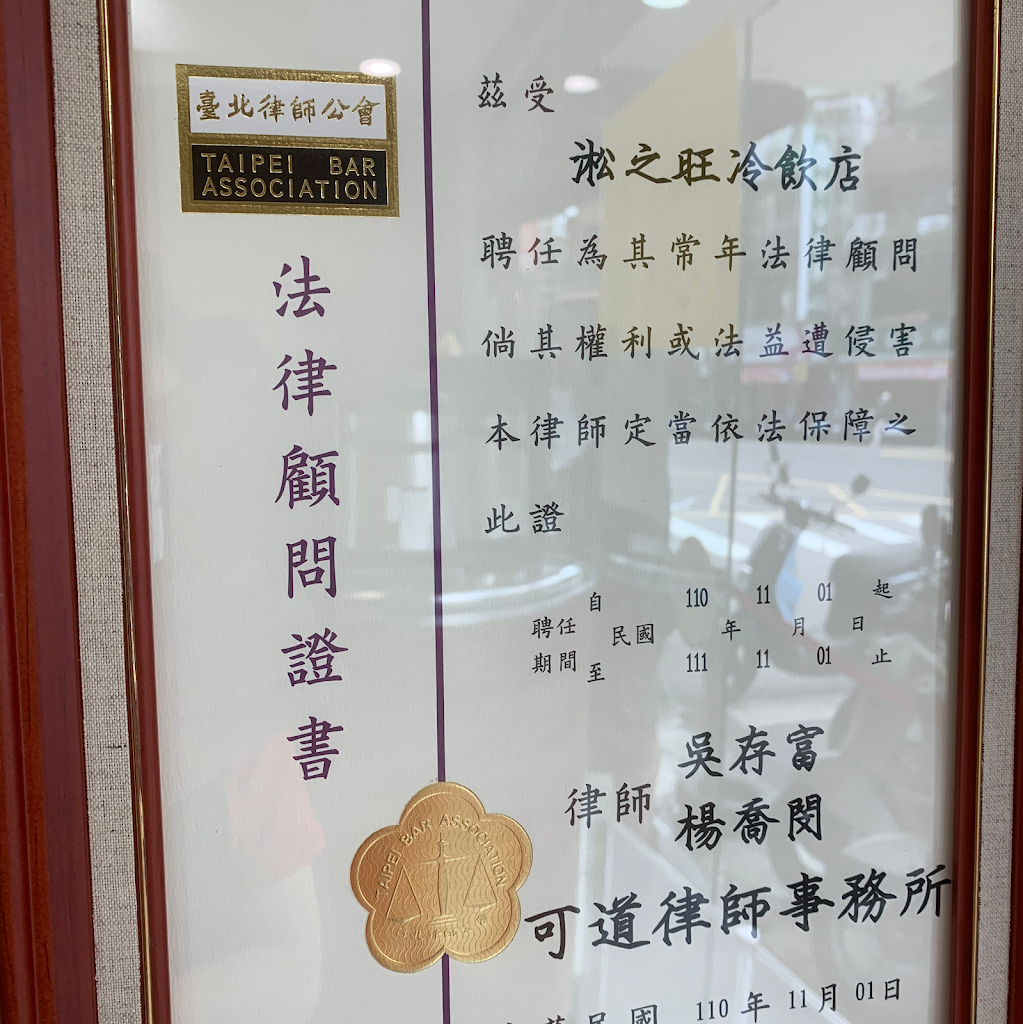 臺北律師公會
TAIPEI BAR
ASSOCIATION
法律顧問證書
茲受
淞之旺冷飲店
聘任為其常年法律顧問
倘其權利或法益遭侵害
本律師定當依法保障之
此證
聘任期間 自 民國 110 年 11 月 01 日 起
至 111 11 01 止
律師 吳存富
楊喬閔
可道律師事務所
TAIPEI BAR ASSOCIATION
民國 110 年 11 月 01 日